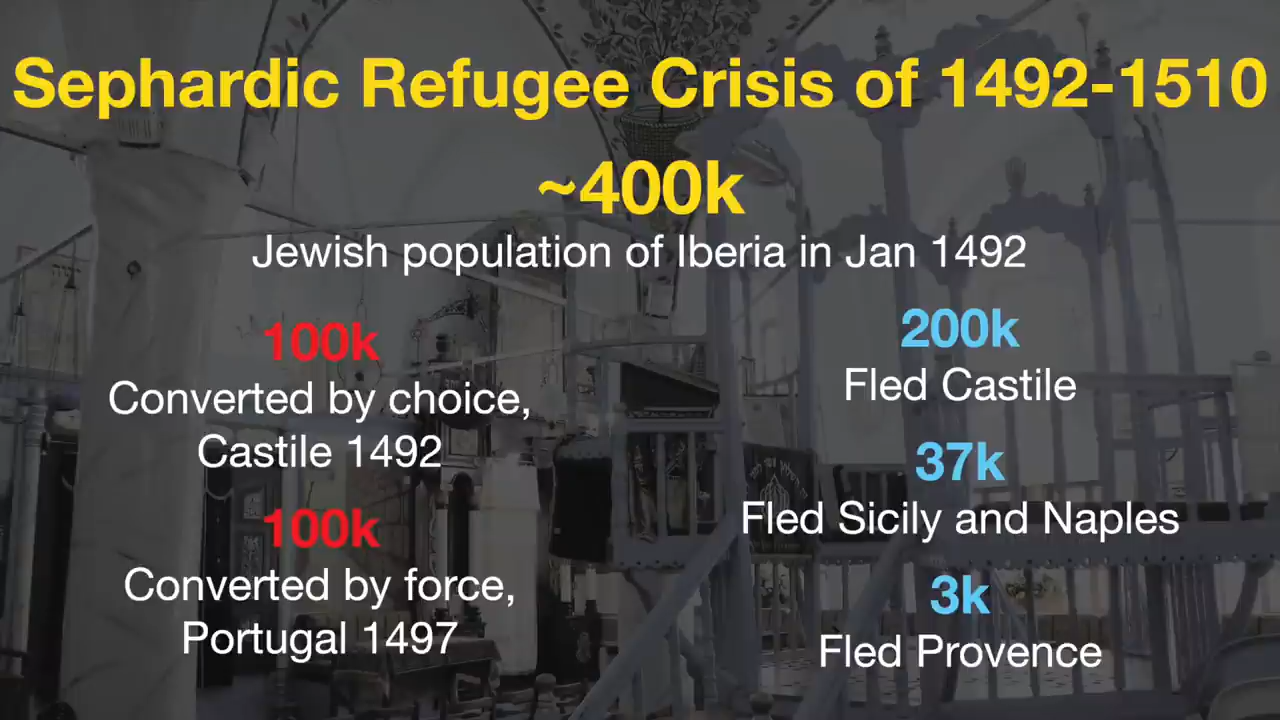 Sephardic Refugee Crisis of 1492-1510
~400k
Jewish population of Iberia in Jan 1492
100k
Converted by choice,
Castile 1492
100k
Converted by force,
Portugal 1497
200k
Fled Castile
37k
Fled Sicily and Naples
3k
Fled Provence